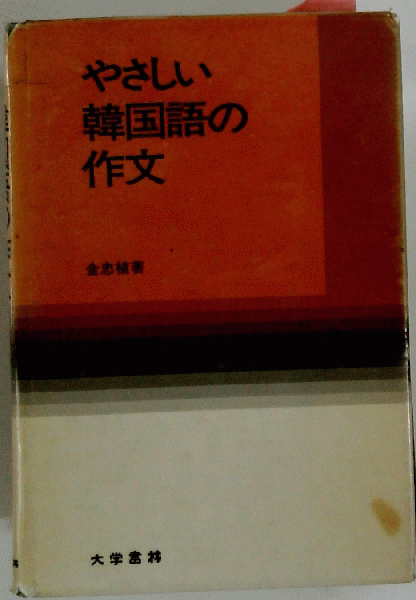 やさしい
韓国語の
作文
金忠植著
大学書林